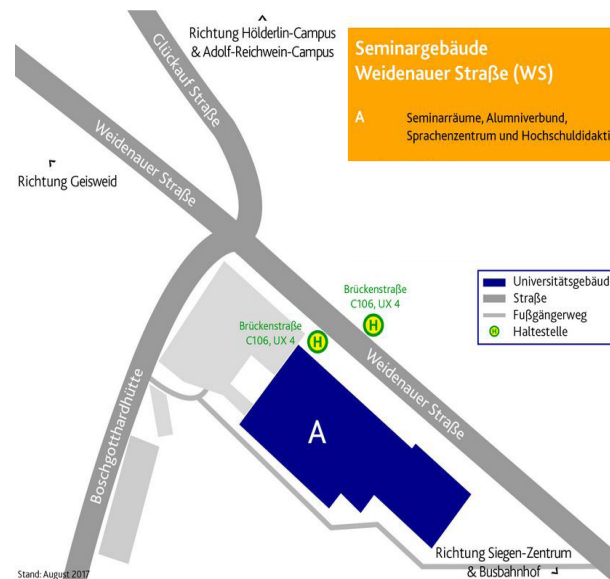 Richtung Hölderlin-Campus
& Adolf-Reichwein-Campus
Seminargebäude
Weidenauer Straße (WS)
A Seminarräume, Alumniverbund,
Sprachenzentrum und Hochschuldidakti
Glückauf Straße
Weidenauer Straße
Richtung Geisweid
Universitätsgebäud
Straße
Fußgängerweg
H Haltestelle
Brückenstraße
C106, UX 4
H
Brückenstraße
C106, UX 4
H
Weidenauer Straße
Boschgotthardhütte
A
Richtung Siegen-Zentrum
& Busbahnhof
Stand: August 2017